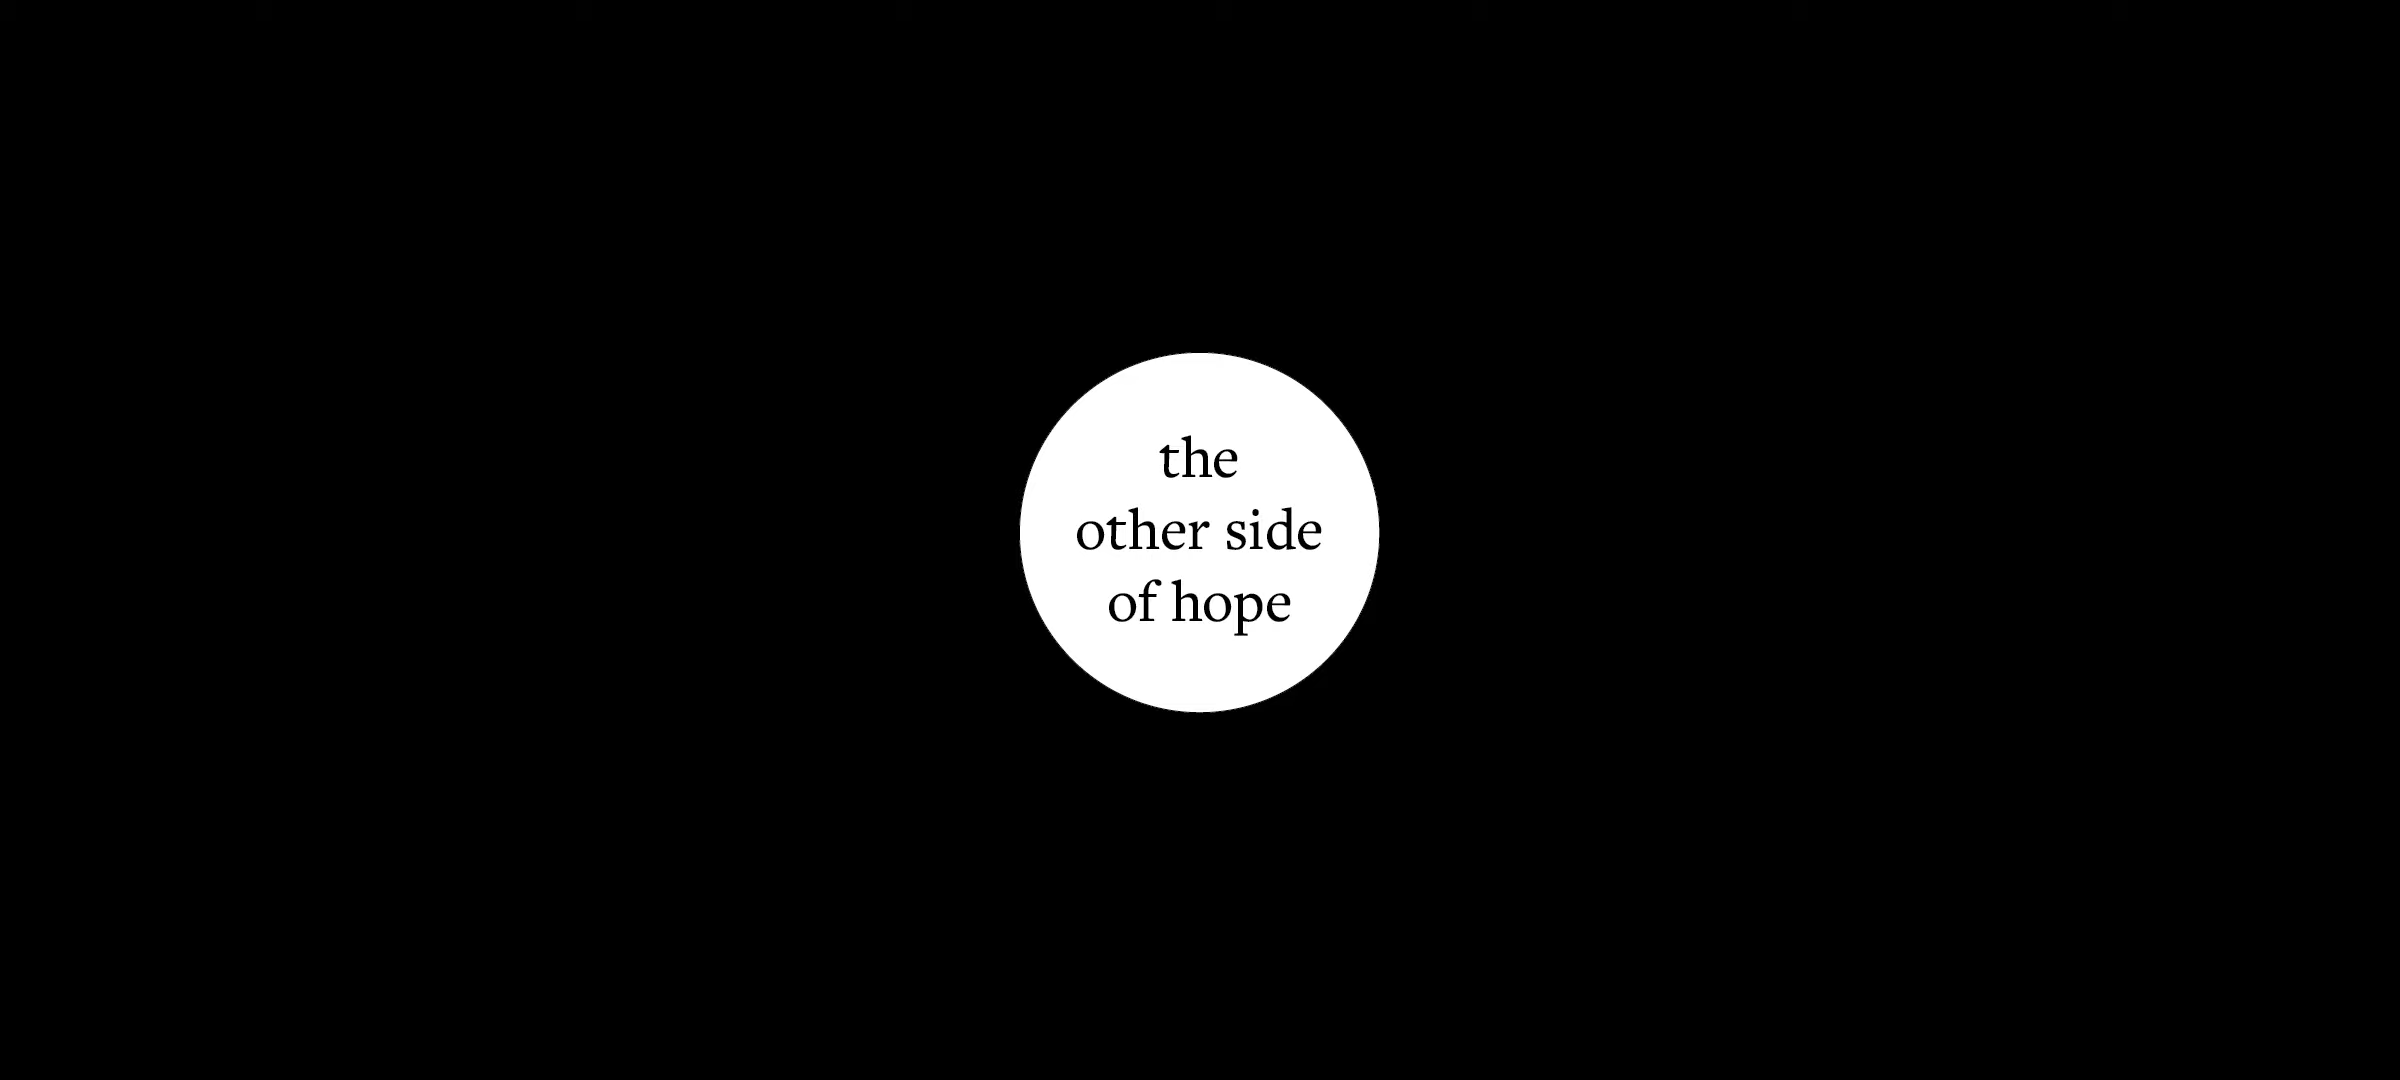 the
other side
of hope